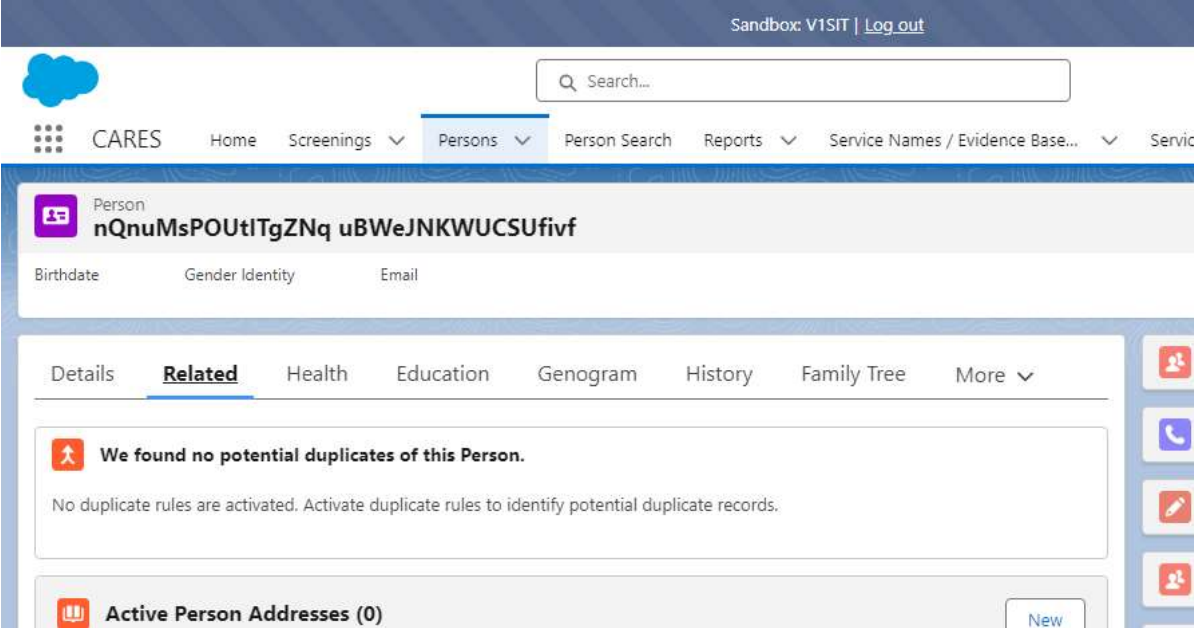 Sandbox: V1SIT | Log out
Search...
CARES Home Screenings Persons Person Search Reports Service Names / Evidence Base... Servic
Person
nQnuMsPOUtITgZNq uBWeJNKWUCSUfivf
Birthdate Gender Identity Email
Details Related Health Education Genogram History Family Tree More
We found no potential duplicates of this Person.
No duplicate rules are activated. Activate duplicate rules to identify potential duplicate records.
Active Person Addresses (0)
New